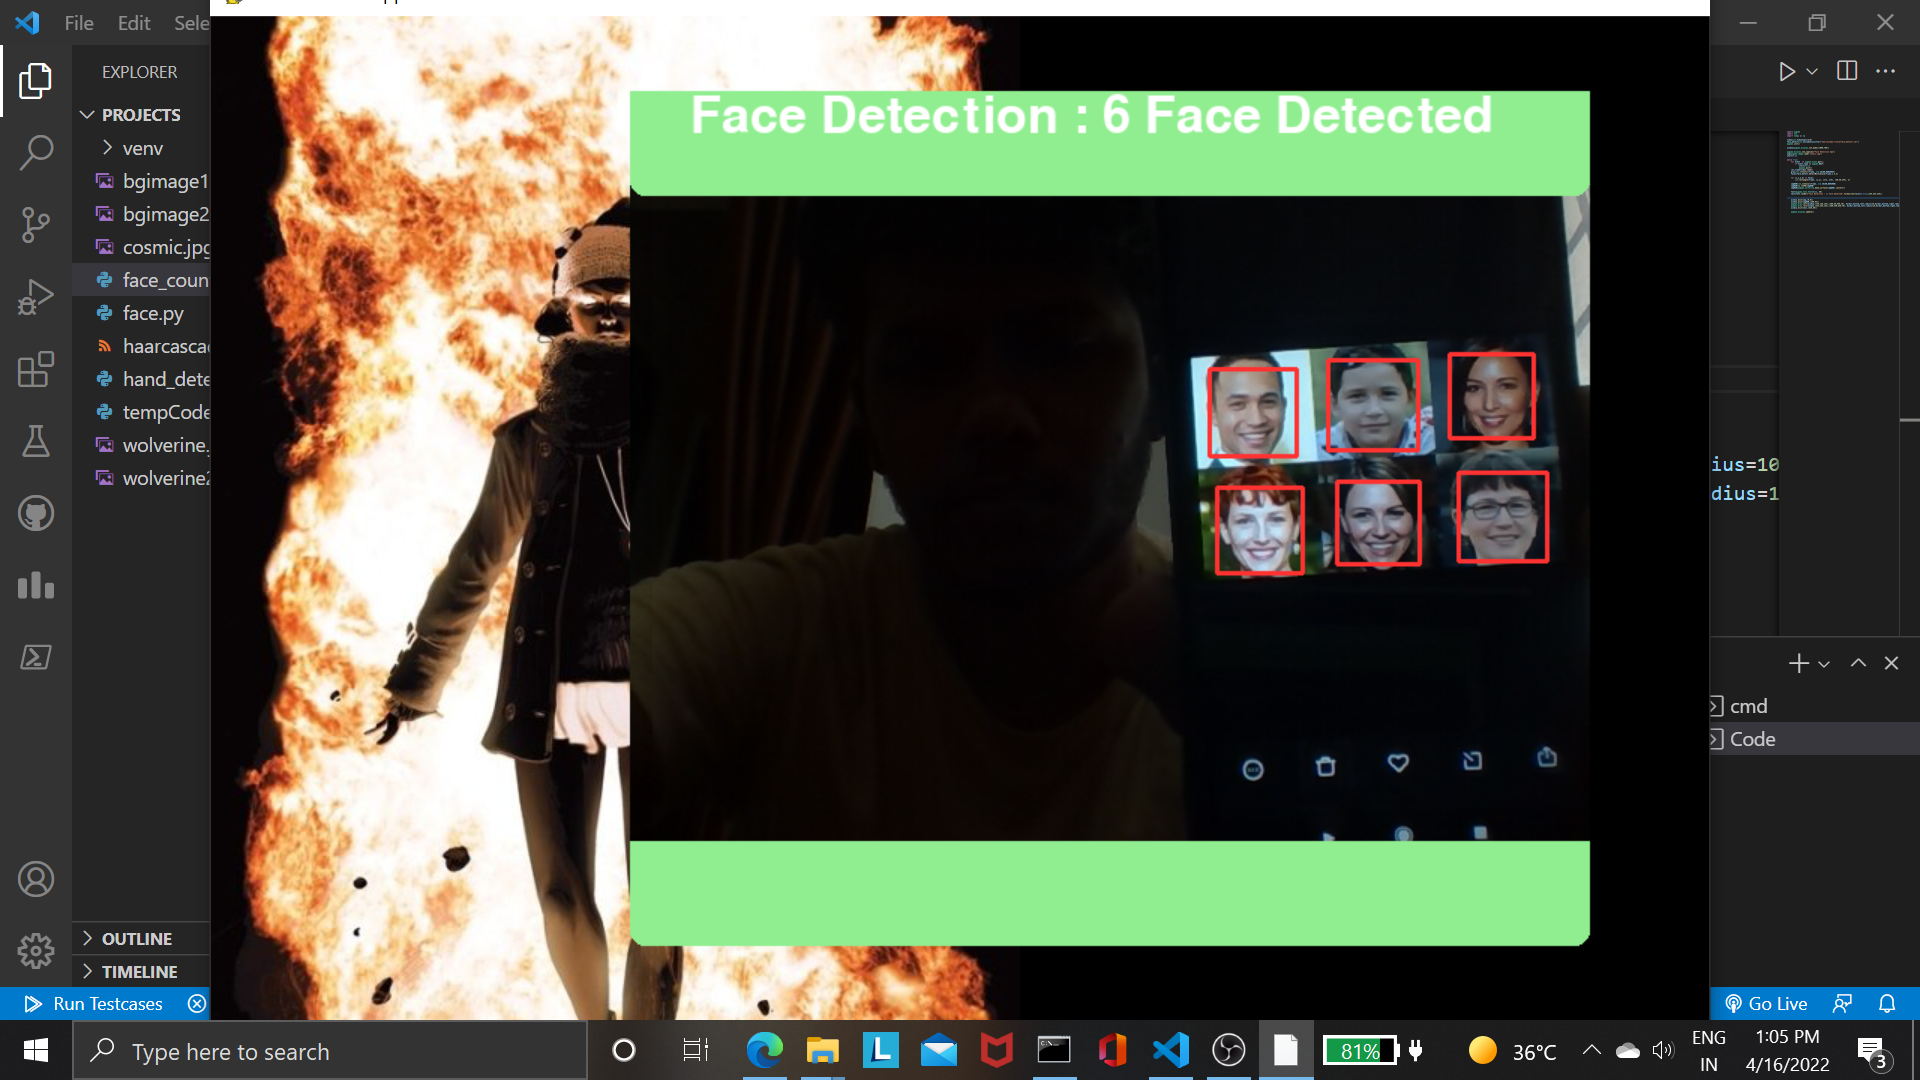 File Edit Sele
EXPLORER
PROJECTS
venv
bgimage1
bgimage2
cosmic.jpg
face_coun
face.py
haarcasca
hand_dete
tempCode
wolverine.
wolverine2
OUTLINE
TIMELINE
Run Testcases
Face Detection : 6 Face Detected
ius=10
dius=1
cmd
Code
Go Live
Type here to search
L
81%
36°C
ENG
IN
1:05 PM
4/16/2022
3